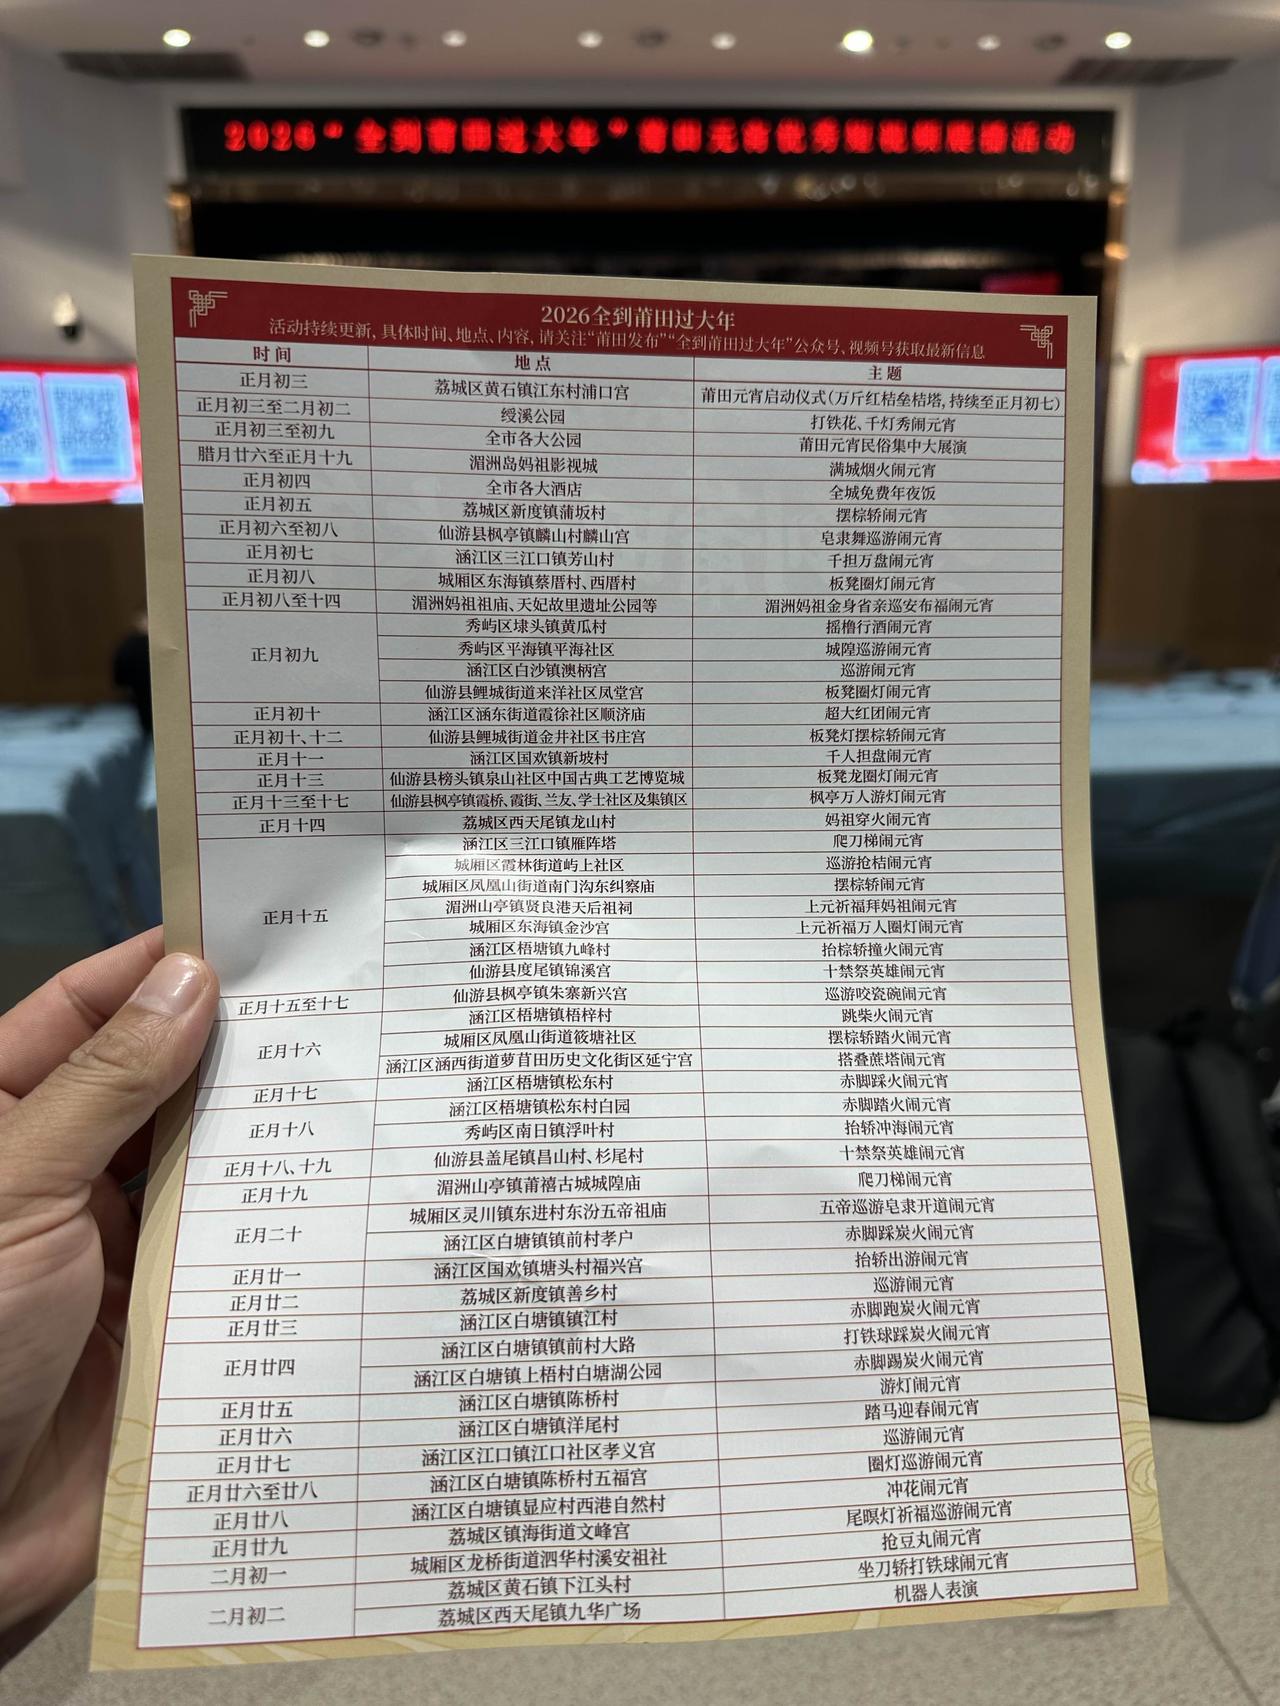 2026“全到莆田过大年”莆田元宵优秀短视频展播活动
2026全到莆田过大年
活动持续更新,具体时间、地点、内容,请关注“莆田发布”“全到莆田过大年”公众号、视频号获取最新信息
时间 地点 主题
正月初三 荔城区黄石镇江东村浦口宫 莆田元宵启动仪式(万斤红桔垒桔塔,持续至正月初七)
正月初三至二月初二 绶溪公园 打铁花、千灯秀闹元宵
正月初三至初九 全市各大公园 莆田元宵民俗集中大展演
腊月廿六至正月十九 湄洲岛妈祖影视城 满城烟火闹元宵
正月初四 全市各大酒店 全城免费年夜饭
正月初五 荔城区新度镇蒲坂村 摆棕轿闹元宵
正月初六至初八 仙游县枫亭镇麟山村麟山宫 皂隶舞巡游闹元宵
正月初七 涵江区三江口镇芳山村 千担万盘闹元宵
正月初八 城厢区东海镇蔡厝村、西厝村 板凳圈灯闹元宵
正月初八至十四 湄洲妈祖祖庙、天妃故里遗址公园等 湄洲妈祖金身省亲巡安布福闹元宵
正月初九 秀屿区埭头镇黄瓜村 摇橹行酒闹元宵
秀屿区平海镇平海社区 城隍巡游闹元宵
涵江区白沙镇澳柄宫 巡游闹元宵
仙游县鲤城街道来洋社区凤堂宫 板凳圈灯闹元宵
正月初十 涵江区涵东街道霞徐社区顺济庙 超大红团闹元宵
正月初十、十二 仙游县鲤城街道金井社区书庄宫 板凳灯摆棕轿闹元宵
正月十一 涵江区国欢镇新坡村 千人担盘闹元宵
正月十三 仙游县榜头镇泉山社区中国古典工艺博览城 板凳龙圈灯闹元宵
正月十三至十七 仙游县枫亭镇霞桥、霞街、兰友、学士社区及集镇区 枫亭万人游灯闹元宵
正月十四 荔城区西天尾镇龙山村 妈祖穿火闹元宵
正月十五 涵江区三江口镇雁阵塔 爬刀梯闹元宵
城厢区霞林街道屿上社区 巡游抢桔闹元宵
城厢区凤凰山街道南门沟东纠察庙 摆棕轿闹元宵
湄洲山亭镇贤良港天后祖祠 上元祈福拜妈祖闹元宵
城厢区东海镇金沙宫 上元祈福万人圈灯闹元宵
涵江区梧塘镇九峰村 抬棕轿撞火闹元宵
仙游县度尾镇锦溪宫 十禁祭英雄闹元宵
正月十五至十七 仙游县枫亭镇朱寨新兴宫 巡游咬瓷碗闹元宵
正月十六 涵江区梧塘镇梧梓村 跳柴火闹元宵
城厢区凤凰山街道筱塘社区 摆棕轿踏火闹元宵
涵江区涵西街道萝苜田历史文化街区延宁宫 搭叠蔗塔闹元宵
正月十七 涵江区梧塘镇松东村 赤脚踩火闹元宵
正月十八 涵江区梧塘镇松东村白园 赤脚踏火闹元宵
秀屿区南日镇浮叶村 抬轿冲海闹元宵
正月十八、十九 仙游县盖尾镇昌山村、杉尾村 十禁祭英雄闹元宵
正月十九 湄洲山亭镇莆禧古城城隍庙 爬刀梯闹元宵
正月二十 城厢区灵川镇东进村东汾五帝祖庙 五帝巡游皂隶开道闹元宵
涵江区白塘镇镇前村孝户 赤脚踩炭火闹元宵
正月廿一 涵江区国欢镇塘头村福兴宫 抬轿出游闹元宵
正月廿二 荔城区新度镇善乡村 巡游闹元宵
正月廿三 涵江区白塘镇镇江村 赤脚跑炭火闹元宵
正月廿四 涵江区白塘镇镇前村大路 打铁球踩炭火闹元宵
涵江区白塘镇上梧村白塘湖公园 赤脚踢炭火闹元宵
正月廿五 涵江区白塘镇陈桥村 游灯闹元宵
正月廿六 涵江区白塘镇洋尾村 踏马迎春闹元宵
正月廿七 涵江区江口镇江口社区孝义宫 巡游闹元宵
正月廿六至廿八 涵江区白塘镇陈桥村五福宫 圈灯巡游闹元宵
正月廿八 涵江区白塘镇显应村西港自然村 冲花闹元宵
正月廿九 荔城区镇海街道文峰宫 尾暝灯祈福巡游闹元宵
二月初一 城厢区龙桥街道泗华村溪安祖社 抢豆丸闹元宵
二月初二 荔城区黄石镇下江头村 坐刀轿打铁球闹元宵
荔城区西天尾镇九华广场 机器人表演